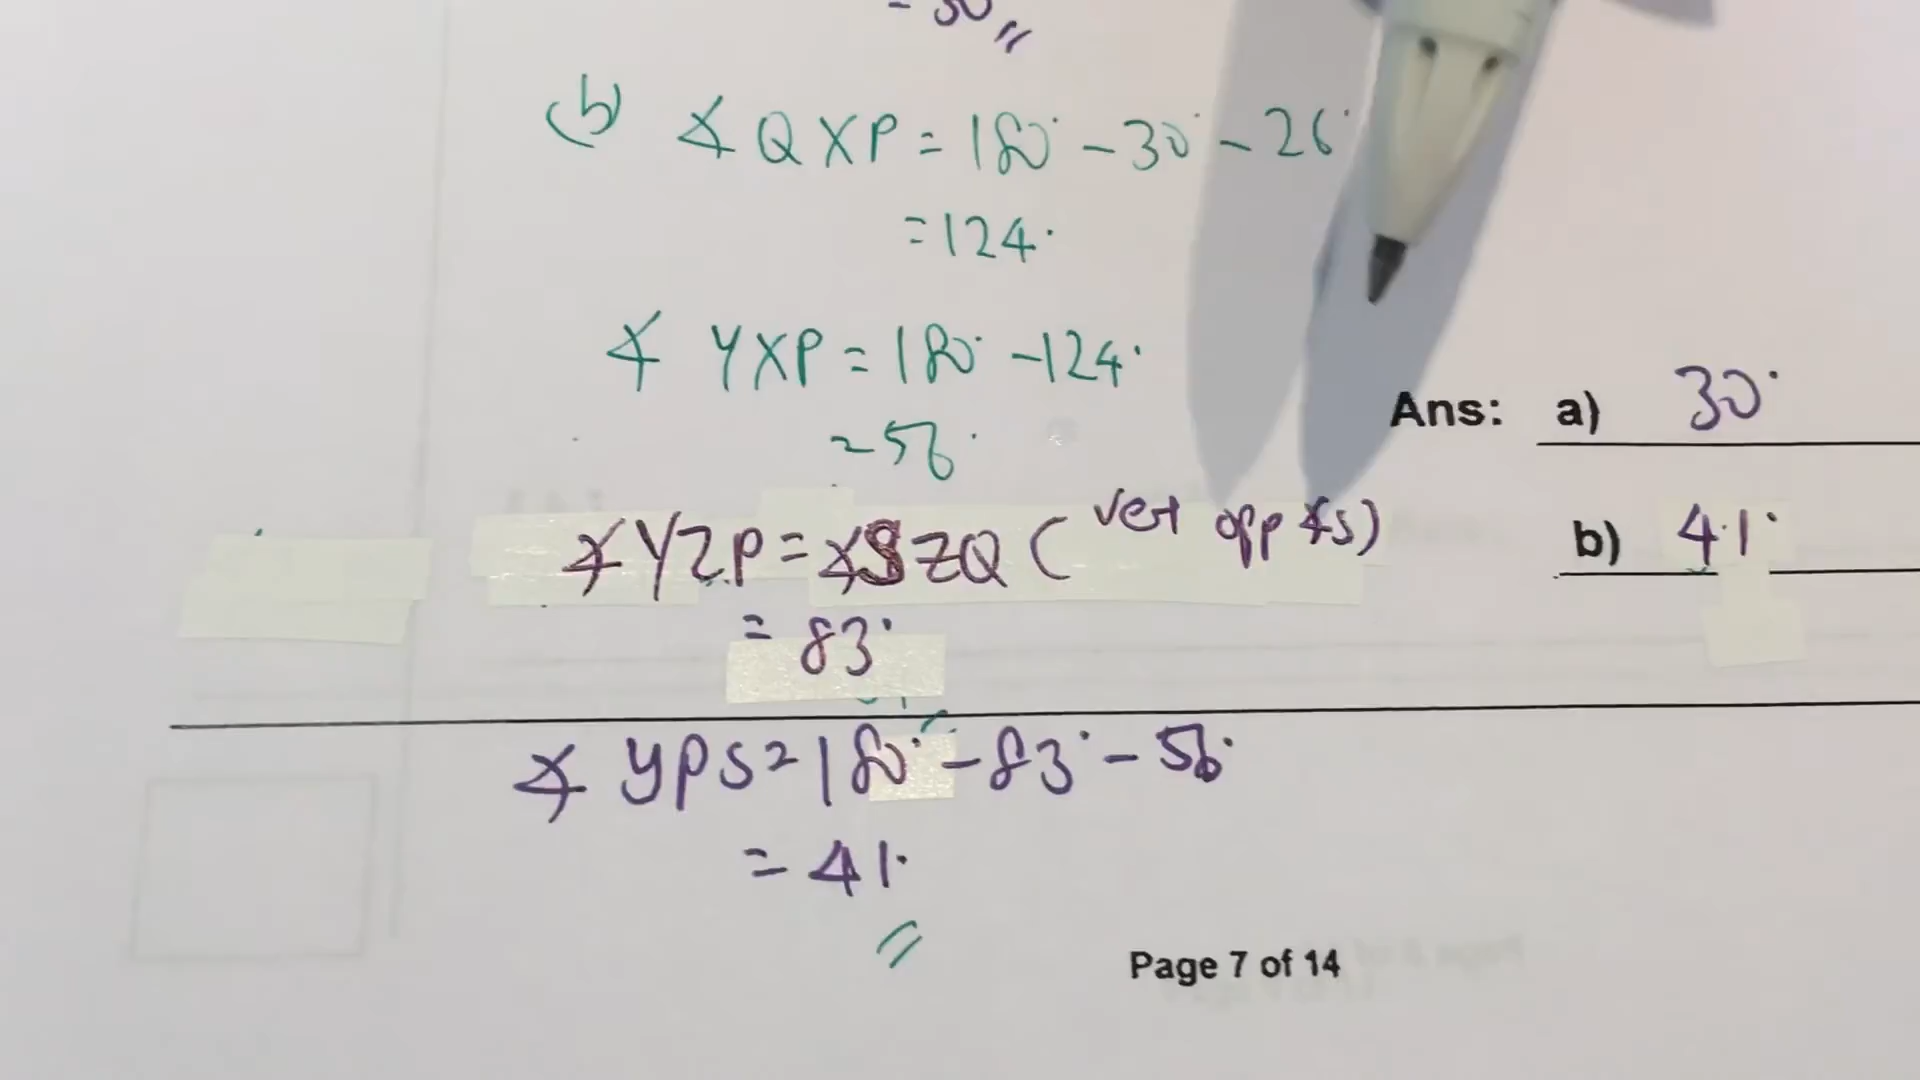 = 30 //
(b) ∡QXP = 180° - 30° - 26°
= 124°
∡ YXP = 180° - 124°
= 56°
Ans: a) 30°
∡YZP = ∡SZQ (vert opp ∡s)
b) 41°
= 83°
∡ YPS = 180° - 83° - 56°
= 41°
//
Page 7 of 14